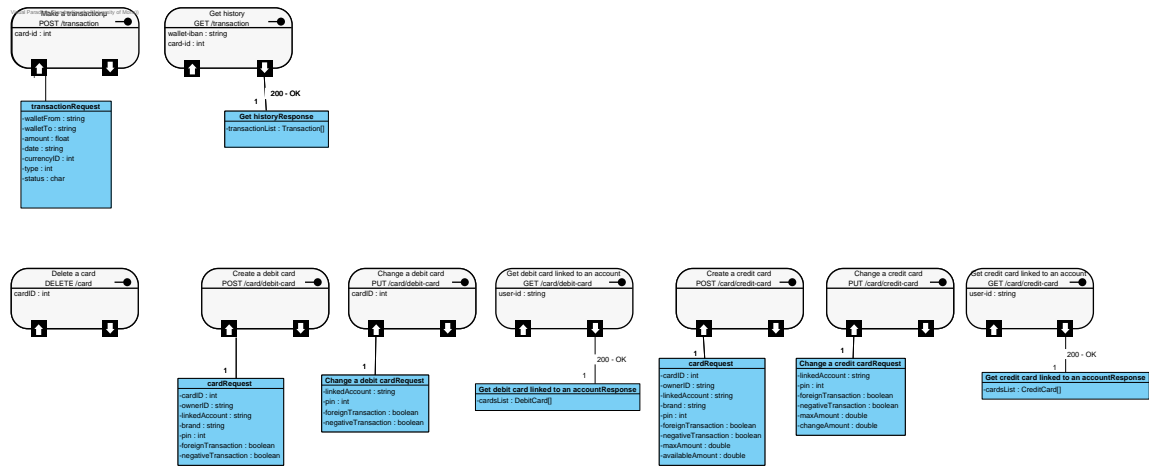 Make a transaction
POST /transaction
card-id : int
Get history
GET /transaction
wallet-iban : string
card-id : int
1
200 - OK
transactionRequest
-walletFrom : string
-walletTo : string
-amount : float
-date : string
-currencyID : int
-type : int
-status : char
Get historyResponse
-transactionList : Transaction[]
Delete a card
DELETE /card
cardID : int
Create a debit card
POST /card/debit-card
Change a debit card
PUT /card/debit-card
cardID : int
Get debit card linked to an account
GET /card/debit-card
user-id : string
Create a credit card
POST /card/credit-card
Change a credit card
PUT /card/credit-card
Get credit card linked to an account
GET /card/credit-card
user-id : string
1
cardRequest
-cardID : int
-ownerID : string
-linkedAccount : string
-brand : string
-pin : int
-foreignTransaction : boolean
-negativeTransaction : boolean
1
Change a debit cardRequest
-linkedAccount : string
-pin : int
-foreignTransaction : boolean
-negativeTransaction : boolean
200 - OK
1
Get debit card linked to an accountResponse
-cardsList : DebitCard[]
1
cardRequest
-cardID : int
-ownerID : string
-linkedAccount : string
-brand : string
-pin : int
-foreignTransaction : boolean
-negativeTransaction : boolean
-maxAmount : double
-availableAmount : double
1
Change a credit cardRequest
-linkedAccount : string
-pin : int
-foreignTransaction : boolean
-negativeTransaction : boolean
-maxAmount : double
-changeAmount : double
200 - OK
1
Get credit card linked to an accountResponse
-cardsList : CreditCard[]